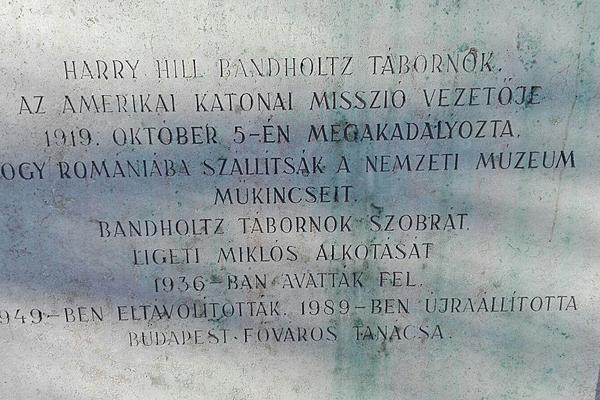 HARRY HILL BANDHOLTZ TÁBORNOK,
AZ AMERIKAI KATONAI MISSZIÓ VEZETŐJE
1919. OKTÓBER 5-ÉN MEGAKADÁLYOZTA,
OGY ROMÁNIÁBA SZÁLLÍTSÁK A NEMZETI MÚZEUM
MŰKINCSEIT.
BANDHOLTZ TÁBORNOK SZOBRÁT,
LIGETI MIKLÓS ALKOTÁSÁT
1936-BAN AVATTÁK FEL.
949-BEN ELTÁVOLÍTOTTÁK, 1989-BEN ÚJRAÁLLÍTOTTA
BUDAPEST FŐVÁROS TANÁCSA.